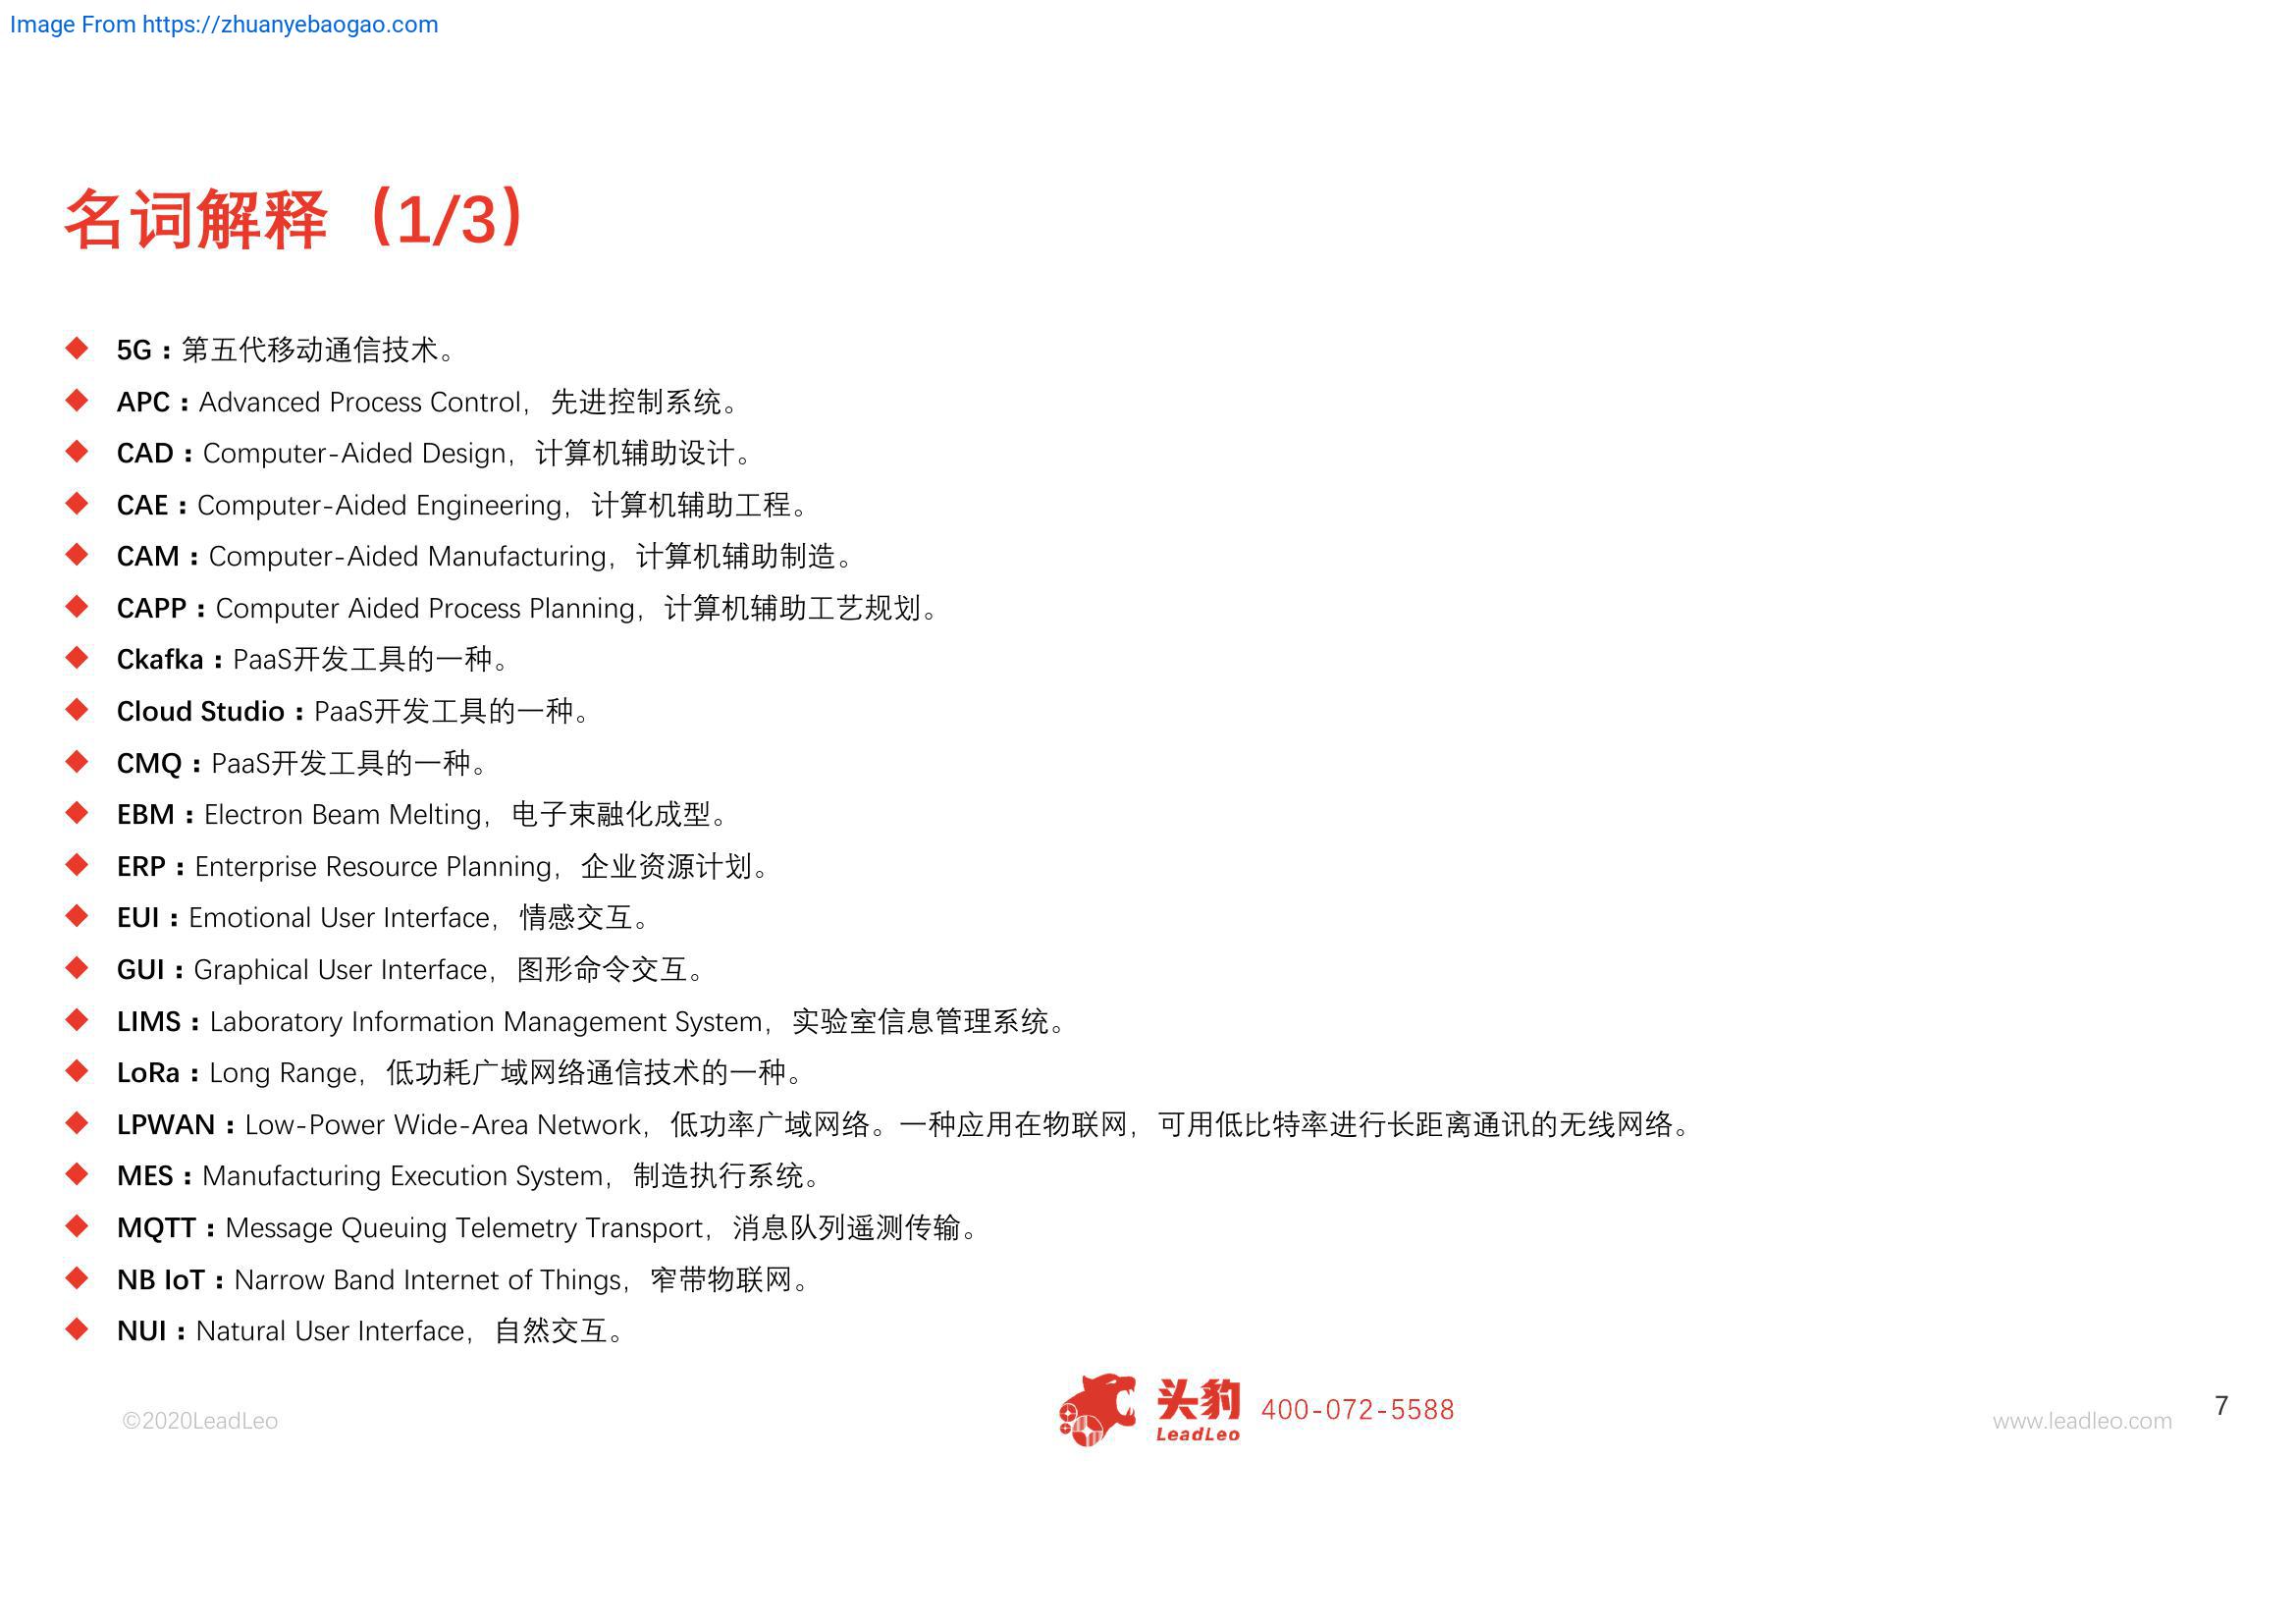 Image From https://zhuanyebaogao.com
名词解释（1/3）
◆ 5G：第五代移动通信技术。
◆ APC：Advanced Process Control，先进控制系统。
◆ CAD：Computer-Aided Design，计算机辅助设计。
◆ CAE：Computer-Aided Engineering，计算机辅助工程。
◆ CAM：Computer-Aided Manufacturing，计算机辅助制造。
◆ CAPP：Computer Aided Process Planning，计算机辅助工艺规划。
◆ Ckafka：PaaS开发工具的一种。
◆ Cloud Studio：PaaS开发工具的一种。
◆ CMQ：PaaS开发工具的一种。
◆ EBM：Electron Beam Melting，电子束融化成型。
◆ ERP：Enterprise Resource Planning，企业资源计划。
◆ EUI：Emotional User Interface，情感交互。
◆ GUI：Graphical User Interface，图形命令交互。
◆ LIMS：Laboratory Information Management System，实验室信息管理系统。
◆ LoRa：Long Range，低功耗广域网络通信技术的一种。
◆ LPWAN：Low-Power Wide-Area Network，低功率广域网络。一种应用在物联网，可用低比特率进行长距离通讯的无线网络。
◆ MES：Manufacturing Execution System，制造执行系统。
◆ MQTT：Message Queuing Telemetry Transport，消息队列遥测传输。
◆ NB IoT：Narrow Band Internet of Things，窄带物联网。
◆ NUI：Natural User Interface，自然交互。
©2020LeadLeo
头豹
LeadLeo
400-072-5588
www.leadleo.com
7